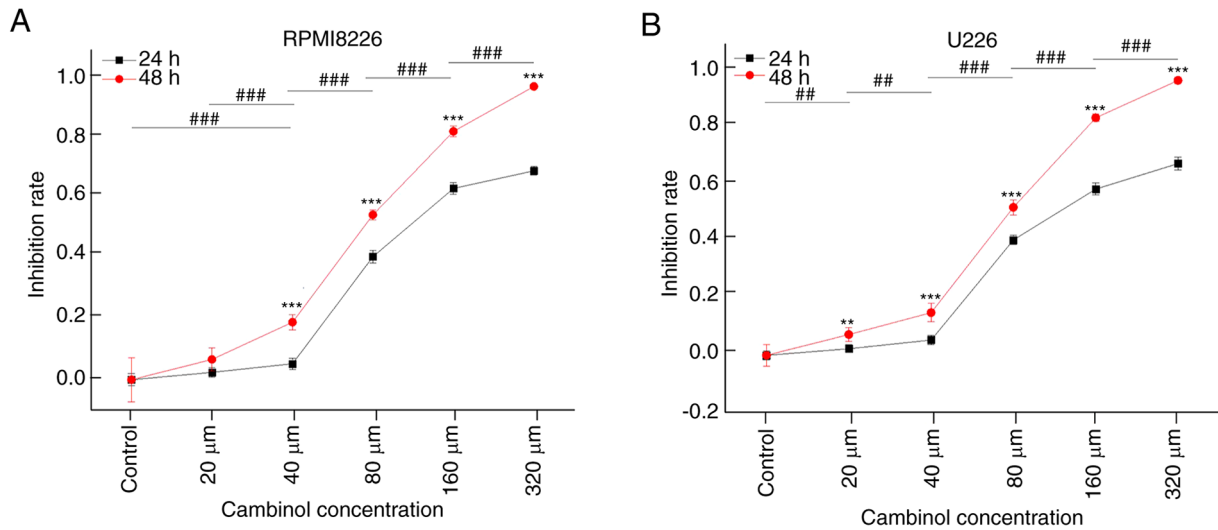 A
RPMI8226
24 h
48 h
###
###
###
###
###
***
***
***
***
1.0
0.8
0.6
0.4
0.2
0.0
Inhibition rate
Control
20 μm
40 μm
80 μm
160 μm
320 μm
Cambinol concentration
B
U226
24 h
48 h
##
##
###
###
###
**
***
***
***
***
1.0
0.8
0.6
0.4
0.2
0.0
-0.2
Inhibition rate
Control
20 μm
40 μm
80 μm
160 μm
320 μm
Cambinol concentration